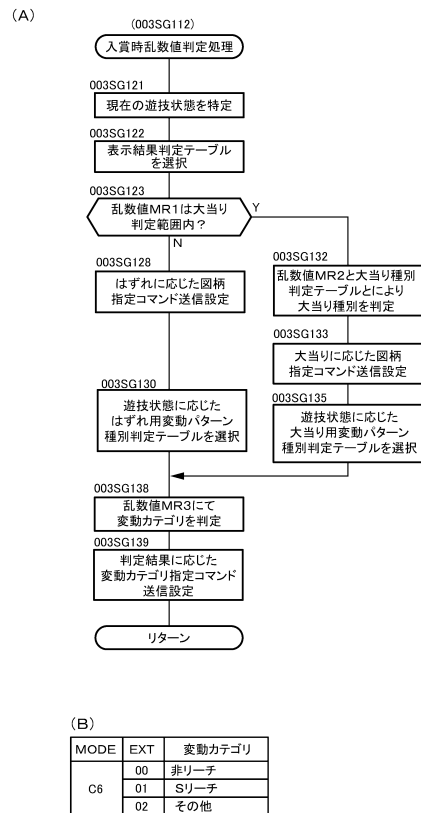 (A)
(003SG112)
入賞時乱数値判定処理
003SG121
現在の遊技状態を特定
003SG122
表示結果判定テーブル
を選択
003SG123
乱数値MR1は大当り
判定範囲内?
Y
N
003SG128
はずれに応じた図柄
指定コマンド送信設定
003SG132
乱数値MR2と大当り種別
判定テーブルとにより
大当り種別を判定
003SG133
大当りに応じた図柄
指定コマンド送信設定
003SG130
遊技状態に応じた
はずれ用変動パターン
種別判定テーブルを選択
003SG135
遊技状態に応じた
大当り用変動パターン
種別判定テーブルを選択
003SG138
乱数値MR3にて
変動カテゴリを判定
003SG139
判定結果に応じた
変動カテゴリ指定コマンド
送信設定
リターン
(B)
MODE EXT 変動カテゴリ
C6 00 非リーチ
01 Sリーチ
02 その他